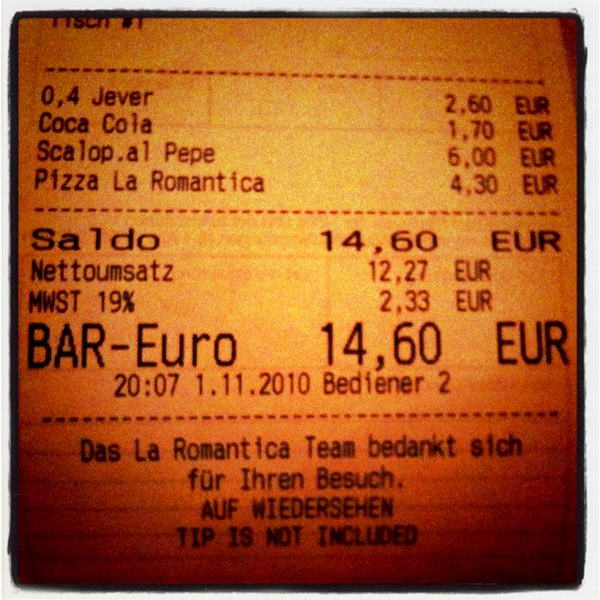 Tisch #1
0,4 Jever 2,60 EUR
Coca Cola 1,70 EUR
Scalop.al Pepe 6,00 EUR
Pizza La Romantica 4,30 EUR
Saldo 14,60 EUR
Nettoumsatz 12,27 EUR
MWST 19% 2,33 EUR
BAR-Euro 14,60 EUR
20:07 1.11.2010 Bediener 2
Das La Romantica Team bedankt sich
für Ihren Besuch.
AUF WIEDERSEHEN
TIP IS NOT INCLUDED